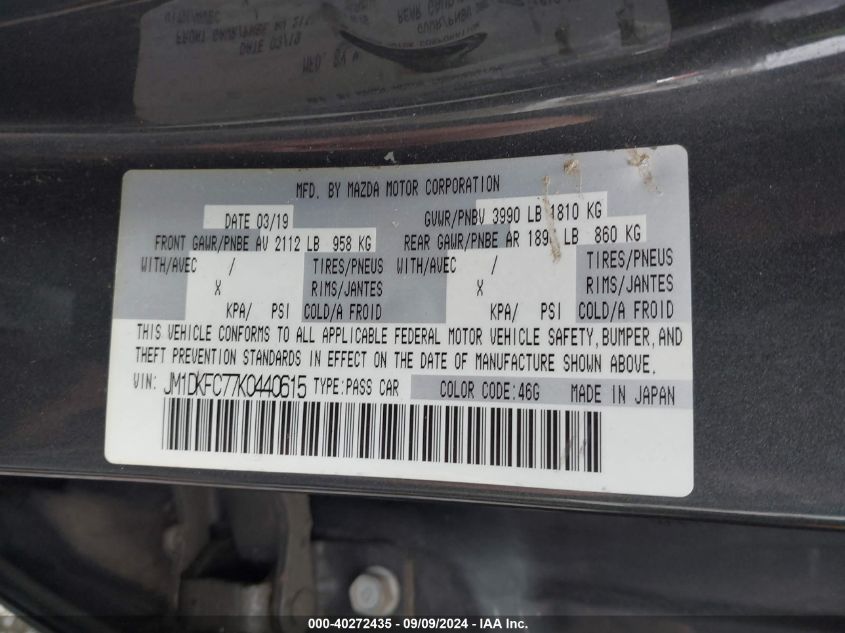 MFD. BY MAZDA MOTOR CORPORATION
DATE 03/19 GVWR/PNBV 3990 LB 1810 KG
FRONT GAWR/PNBE AV 2112 LB 958 KG REAR GAWR/PNBE AR LB 860 KG
WITH/AVEC / TIRES/PNEUS WITH/AVEC / TIRES/PNEUS
X RIMS/JANTES X RIMS/JANTES
KPA/ PSI COLD/A FROID KPA/ PSI COLD/A FROID
THIS VEHICLE CONFORMS TO ALL APPLICABLE FEDERAL MOTOR VEHICLE SAFETY, BUMPER, AND
THEFT PREVENTION STANDARDS IN EFFECT ON THE DATE OF MANUFACTURE SHOWN ABOVE.
VIN: JM1DKFC77K0440615 TYPE:PASS CAR COLOR CODE:46G MADE IN JAPAN
000-40272435 - 09/09/2024 - IAA Inc.